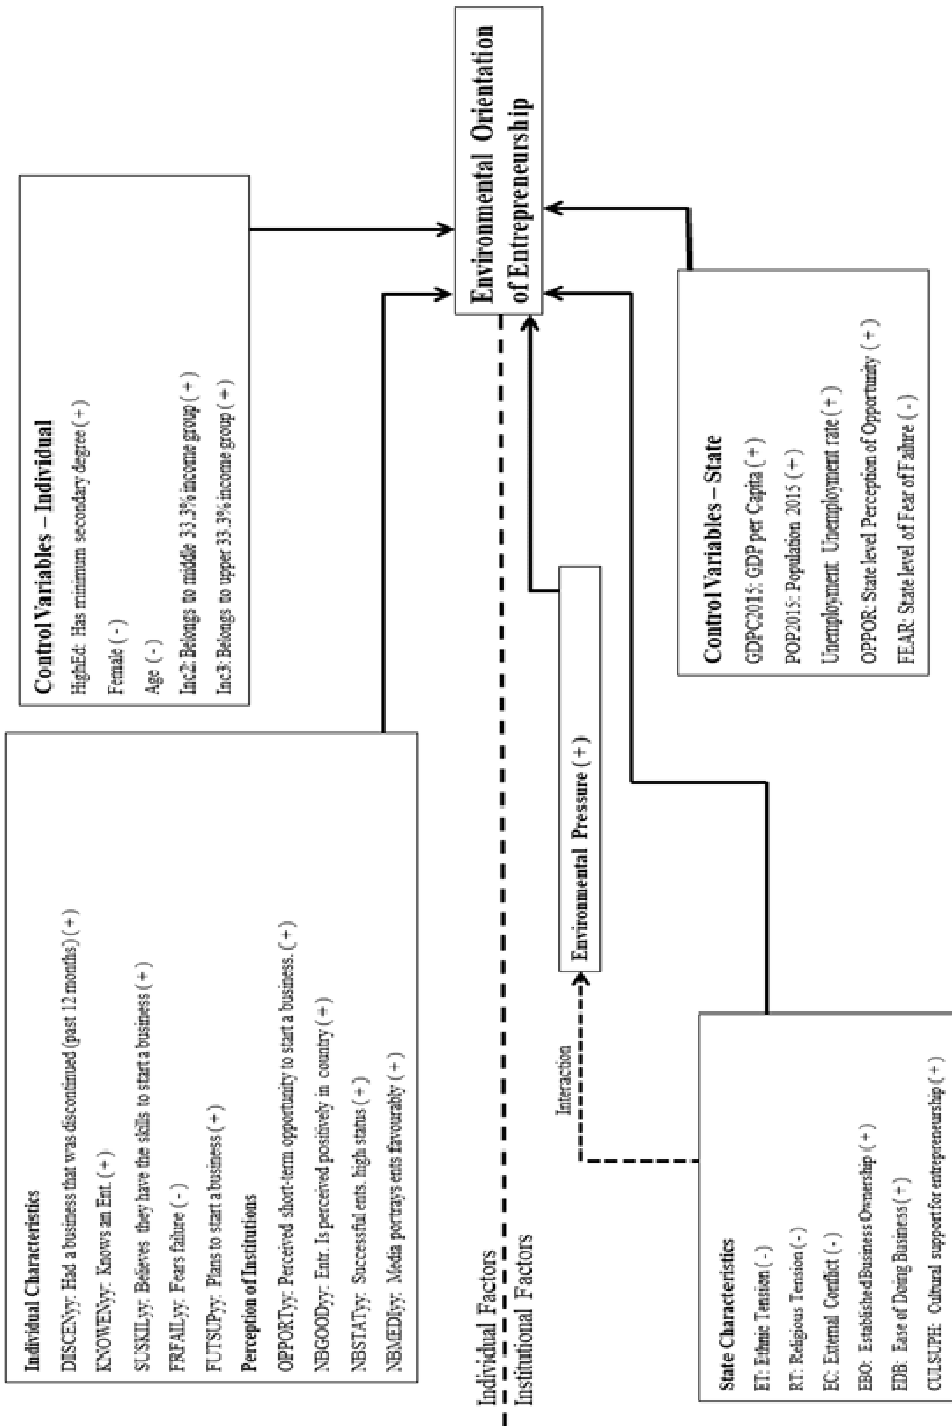 Individual Characteristics
DISCENyy: Had a business that was discontinued (past 12 months) (+)
KNOWENyy: Knows an Ent. (+)
SUSKILyy: Believes they have the skills to start a business (+)
FRFAILyy: Fears failure (-)
FUTSUPyy: Plans to start a business (+)
Perception of Institutions
OPPORTyy: Perceived short-term opportunity to start a business. (+)
NBGOODyy: Entr. Is perceived positively in country (+)
NBSTATyy: Successful ents. high status (+)
NBMEDIyy: Media portrays ents favourably (+)
Control Variables – Individual
HighEd: Has minimum secondary degree (+)
Female (-)
Age (-)
Inc2: Belongs to middle 33.3% income group (+)
Inc3: Belongs to upper 33.3% income group (+)
Environmental Orientation
of Entrepreneurship
Individual Factors
Institutional Factors
Interaction
Environmental Pressure (+)
State Characteristics
ET: Ethnic Tension (-)
RT: Religious Tension (-)
EC: External Conflict (-)
EBO: Established Business Ownership (+)
EDB: Ease of Doing Business (+)
CULSUPH: Cultural support for entrepreneurship (+)
Control Variables – State
GDPC2015: GDP per Capita (+)
POP2015: Population 2015 (+)
Unemployment: Unemployment rate (+)
OPPOR: State level Perception of Opportunity (+)
FEAR: State level of Fear of Failure (-)